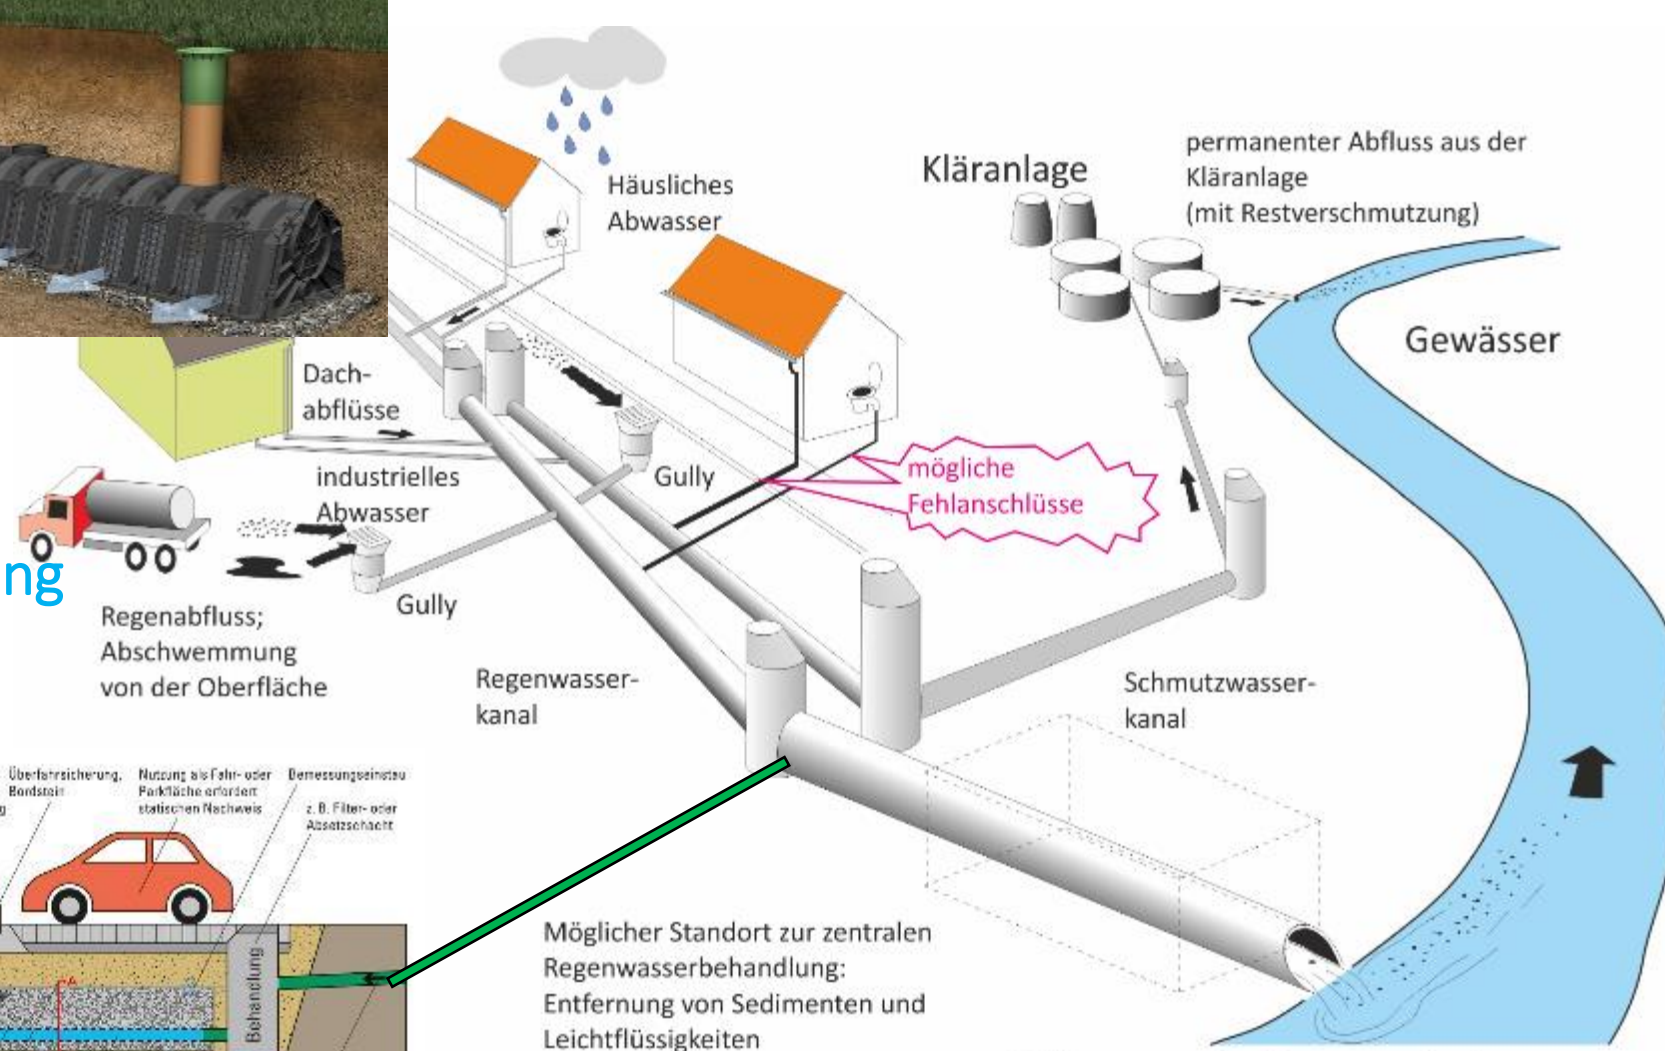 Häusliches
Abwasser
Kläranlage
permanenter Abfluss aus der
Kläranlage
(mit Restverschmutzung)
Gewässer
Dach-
abflüsse
industrielles
Abwasser
Gully
mögliche
Fehlanschlüsse
ng
Gully
Regenabfluss;
Abschwemmung
von der Oberfläche
Regenwasser-
kanal
Schmutzwasser-
kanal
Überfahrsicherung,
Bordstein
g
Nutzung als Fahr- oder
Parkfläche erfordert
statischen Nachweis
Bemessungseinstau
z. B. Filter- oder
Absetzschacht
Behandlung
Möglicher Standort zur zentralen
Regenwasserbehandlung:
Entfernung von Sedimenten und
Leichtflüssigkeiten